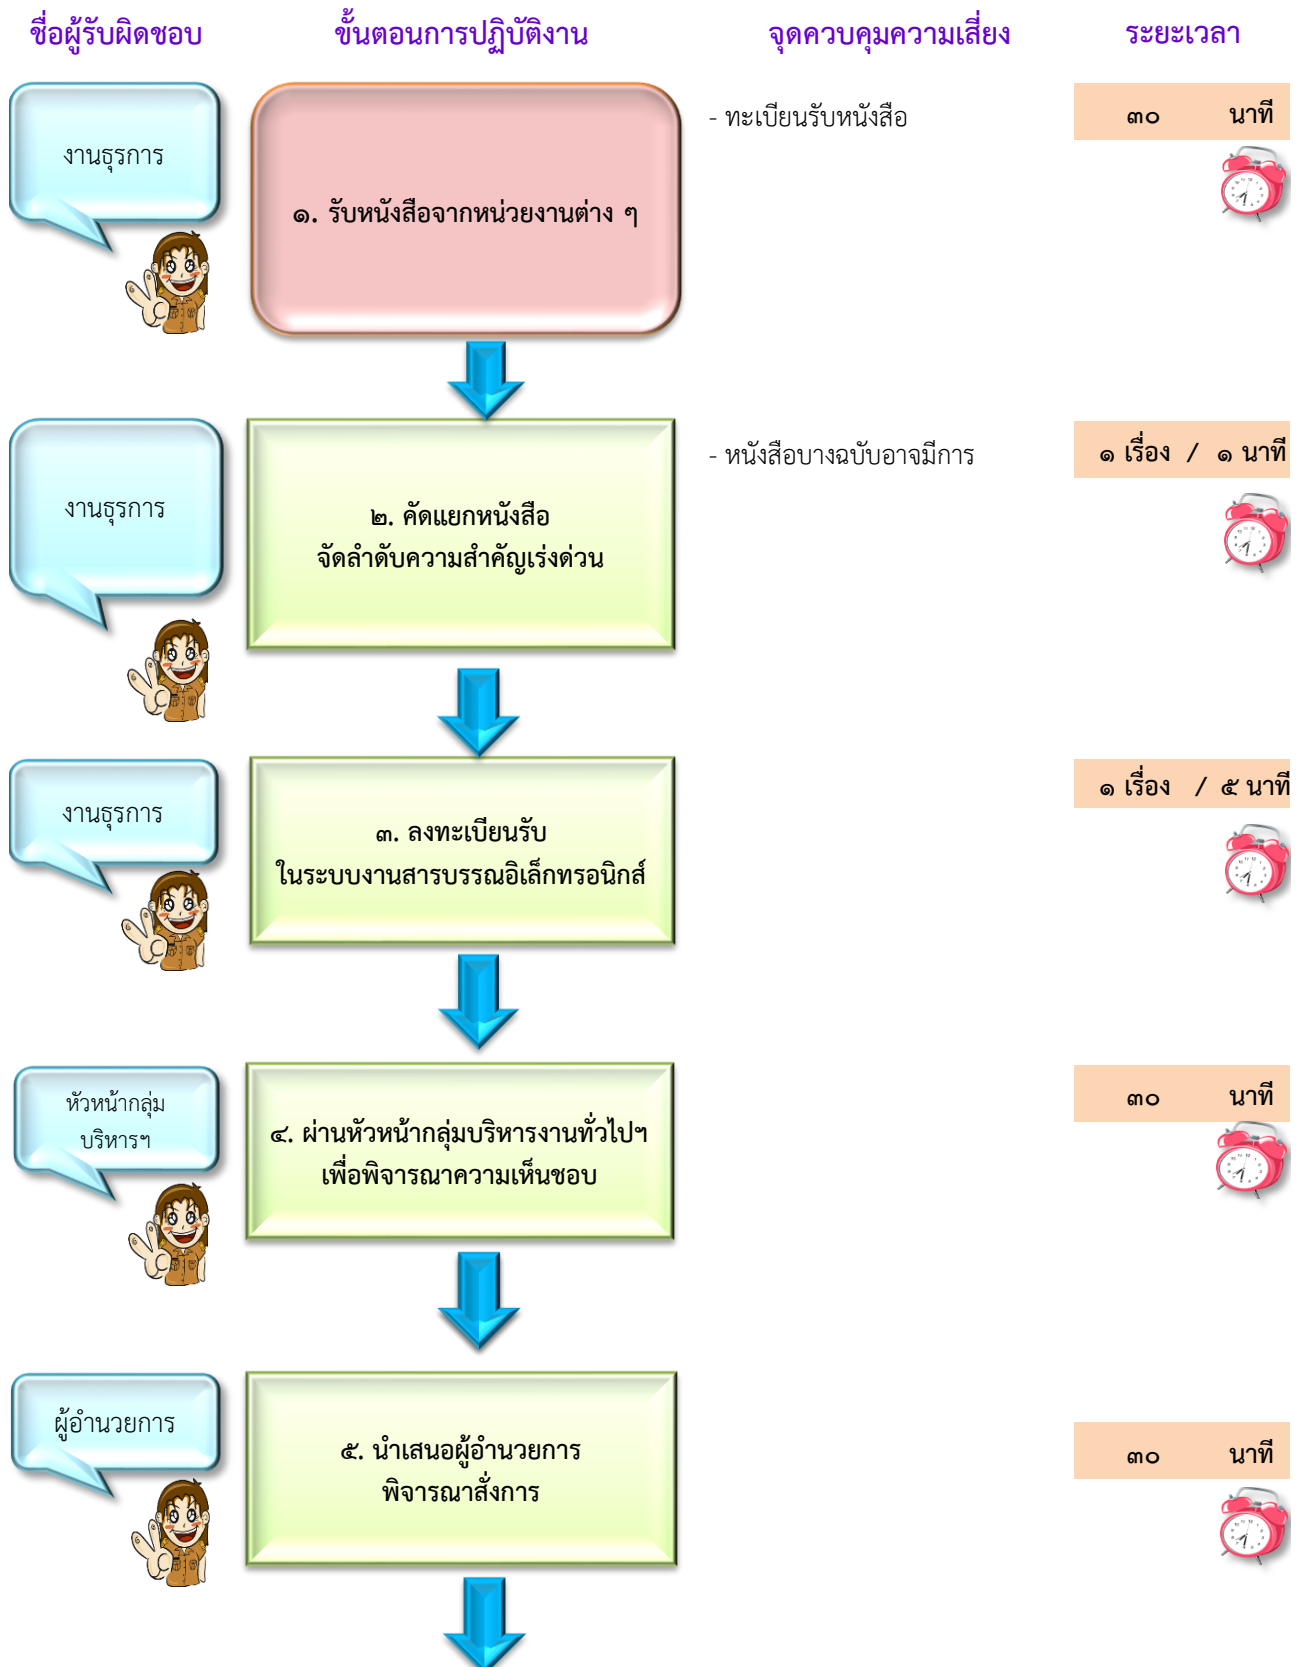 ชื่อผู้รับผิดชอบ ขั้นตอนการปฏิบัติงาน จุดควบคุมความเสี่ยง ระยะเวลา
งานธุรการ
๑. รับหนังสือจากหน่วยงานต่าง ๆ
- ทะเบียนรับหนังสือ
๓๐ นาที
งานธุรการ
๒. คัดแยกหนังสือ
จัดลำดับความสำคัญเร่งด่วน
- หนังสือบางฉบับอาจมีการ
๑ เรื่อง / ๑ นาที
งานธุรการ
๓. ลงทะเบียนรับ
ในระบบงานสารบรรณอิเล็กทรอนิกส์
๑ เรื่อง / ๕ นาที
หัวหน้ากลุ่ม
บริหารฯ
๔. ผ่านหัวหน้ากลุ่มบริหารงานทั่วไปฯ
เพื่อพิจารณาความเห็นชอบ
๓๐ นาที
ผู้อำนวยการ
๕. นำเสนอผู้อำนวยการ
พิจารณาสั่งการ
๓๐ นาที